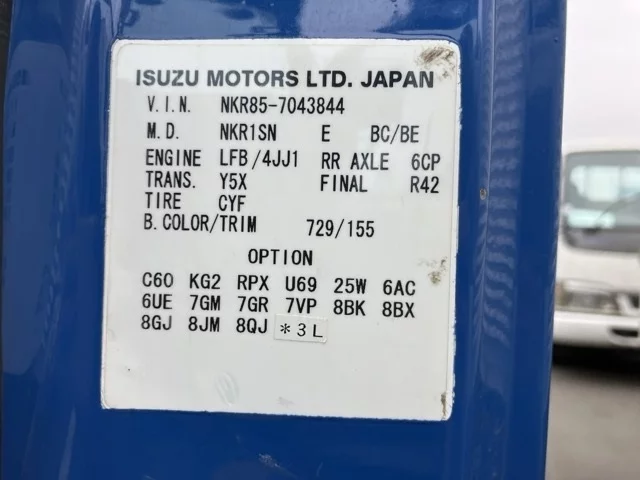 ISUZU MOTORS LTD. JAPAN
V.I.N. NKR85-7043844
M.D. NKR1SN E BC/BE
ENGINE LFB/4JJ1 RR AXLE 6CP
TRANS. Y5X FINAL R42
TIRE CYF
B.COLOR/TRIM 729/155
OPTION
C60 KG2 RPX U69 25W 6AC
6UE 7GM 7GR 7VP 8BK 8BX
8GJ 8JM 8QJ *3L